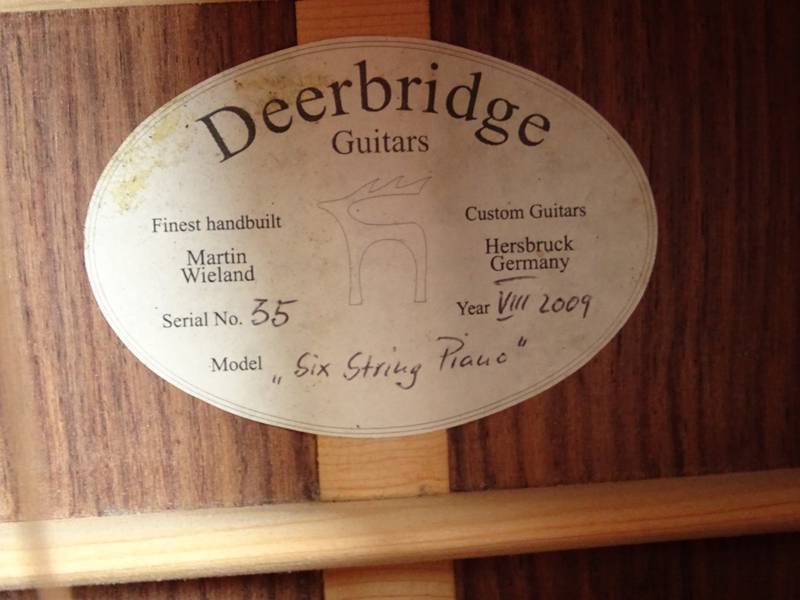 Deerbridge
Guitars
Finest handbuilt
Custom Guitars
Martin
Wieland
Hersbruck
Germany
Serial No. 35
Year VIII 2009
Model „Six String Piano“